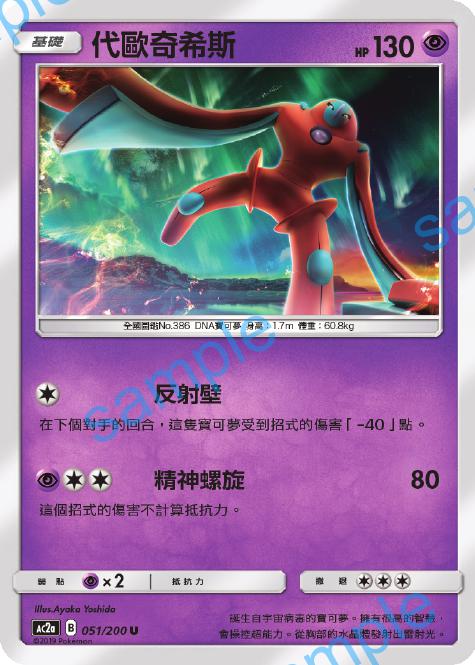 基礎 代歐奇希斯 HP 130
全國圖鑑No.386 DNA寶可夢 身高：1.7m 體重：60.8kg
反射壁
在下個對手的回合，這隻寶可夢受到招式的傷害「-40」點。
精神螺旋 80
這個招式的傷害不計算抵抗力。
弱點 ×2 抵抗力 撤退
Illus.Ayaka Yoshida
誕生自宇宙病毒的寶可夢。擁有很高的智慧，
會操控超能力。從胸部的水晶體發射出雷射光。
AC2a B 051/200 U
©2019 Pokémon
sample
sample
sample